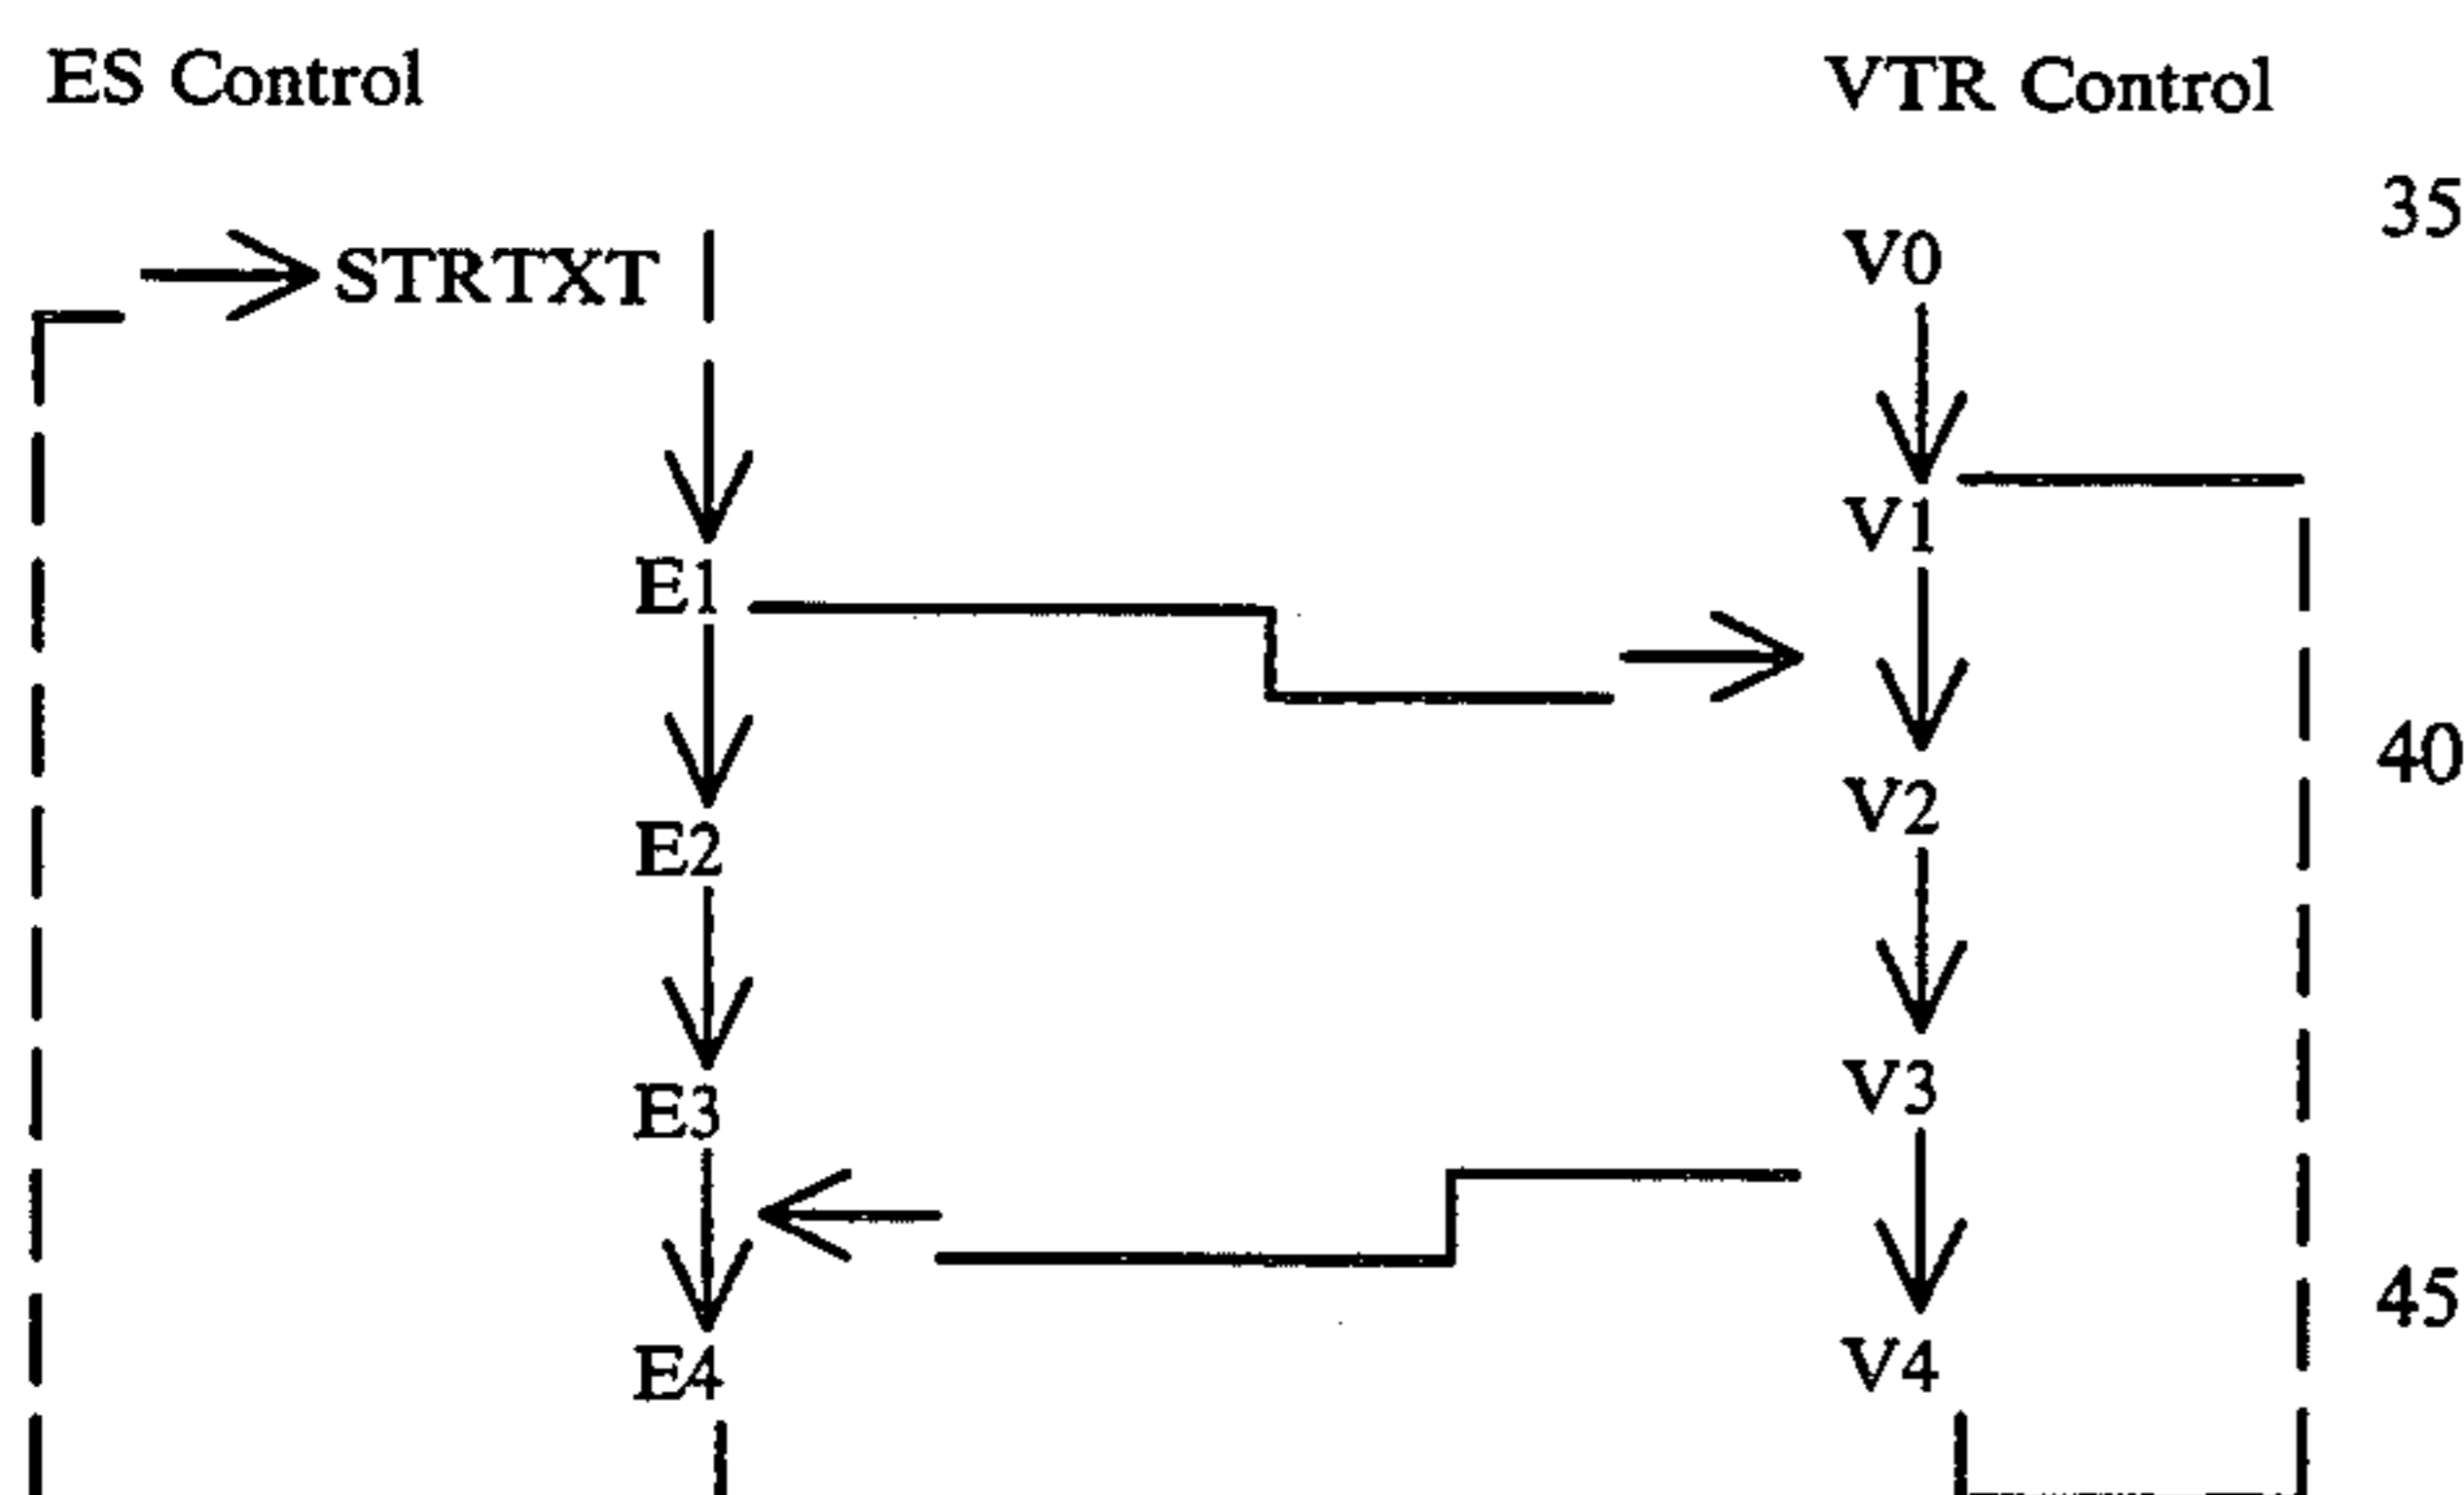 ES Control VTR Control
35
STRTXT V0
V1
E1
40
V2
E2
V3
E3
45
V4
E4